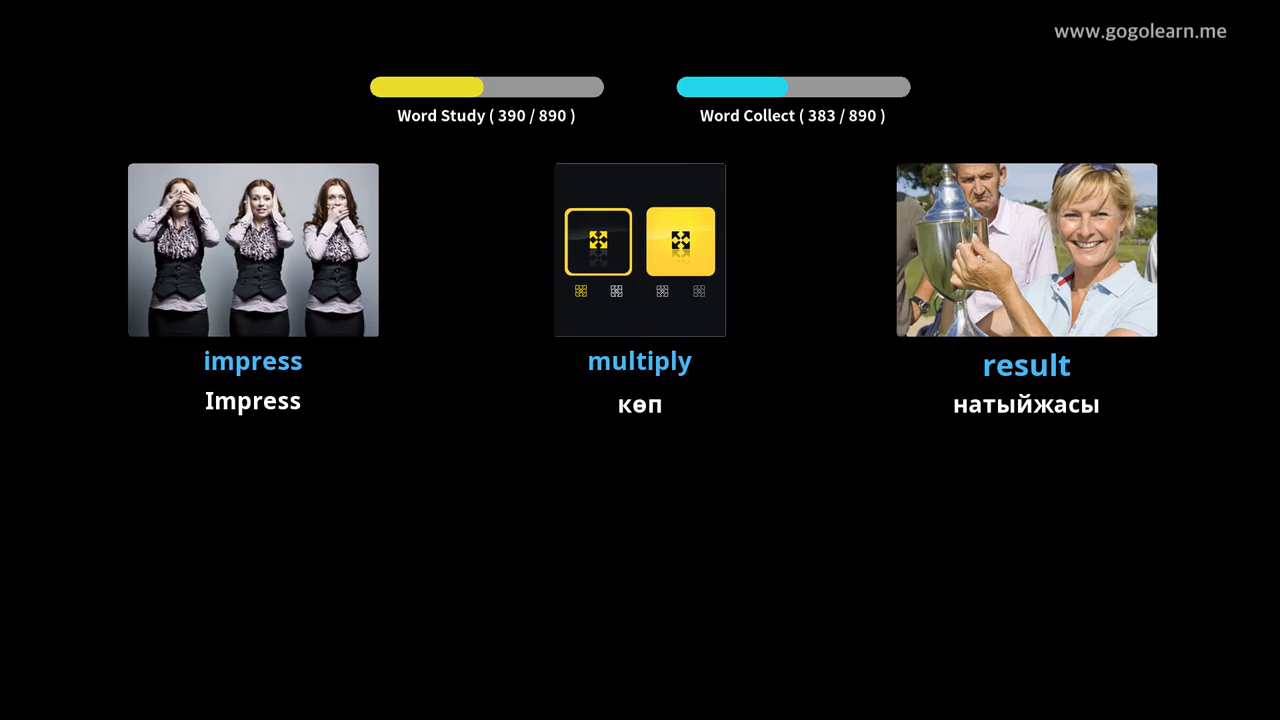 www.gogolearn.me
Word Study ( 390 / 890 )
Word Collect ( 383 / 890 )
impress
multiply
result
Impress
көп
натыйжасы